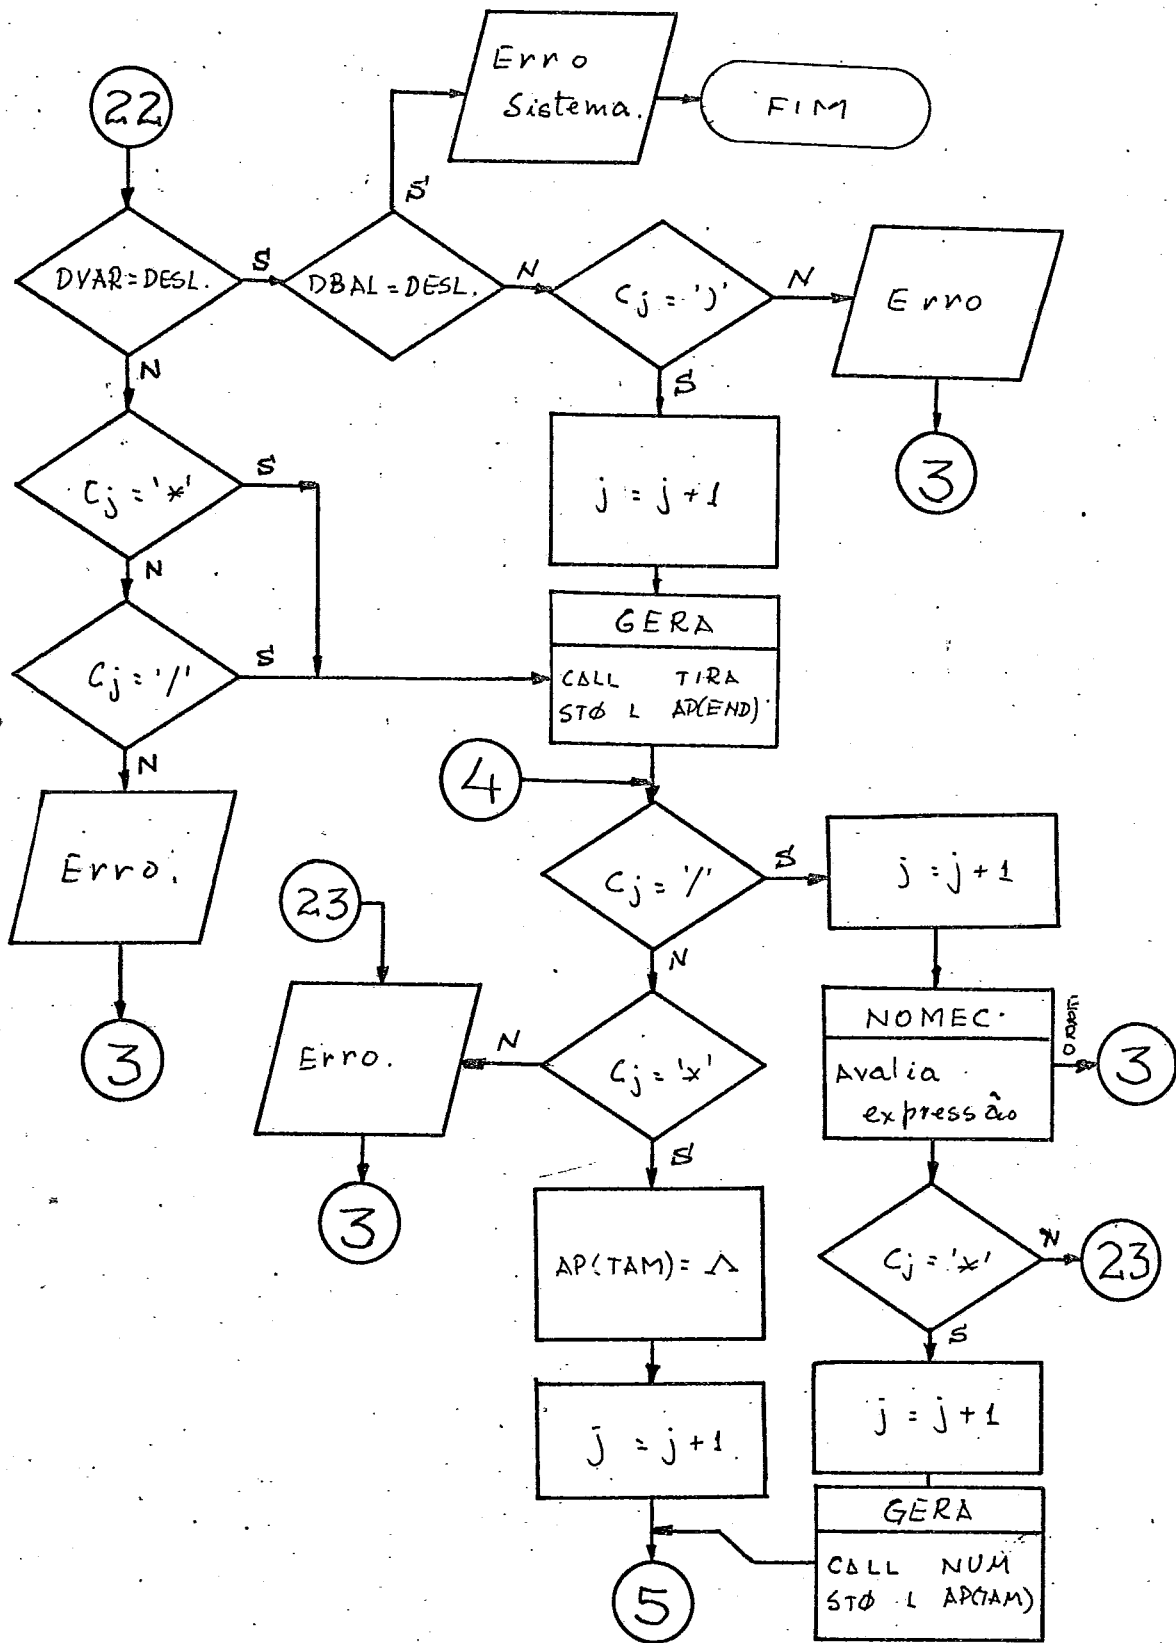 Erro
Sistema.
FIM
22
S
DVAR=DESL.
S
DBAL=DESL.
N
Cj = ')'
N
Erro
N
S
3
Cj = '*'
S
j = j + 1
N
GERA
Cj = '/'
S
CALL TIRA
STØ L AP(END)
N
4
Erro.
Cj = '/'
S
j = j + 1
23
N
NOMEC.
ERRO
3
Erro.
N
Cj = '*'
Avalia
expressão
3
S
3
AP(TAM) = Λ
Cj = '*'
N
23
S
j = j + 1
j = j + 1
GERA
CALL NUM
STØ L AP(TAM)
5